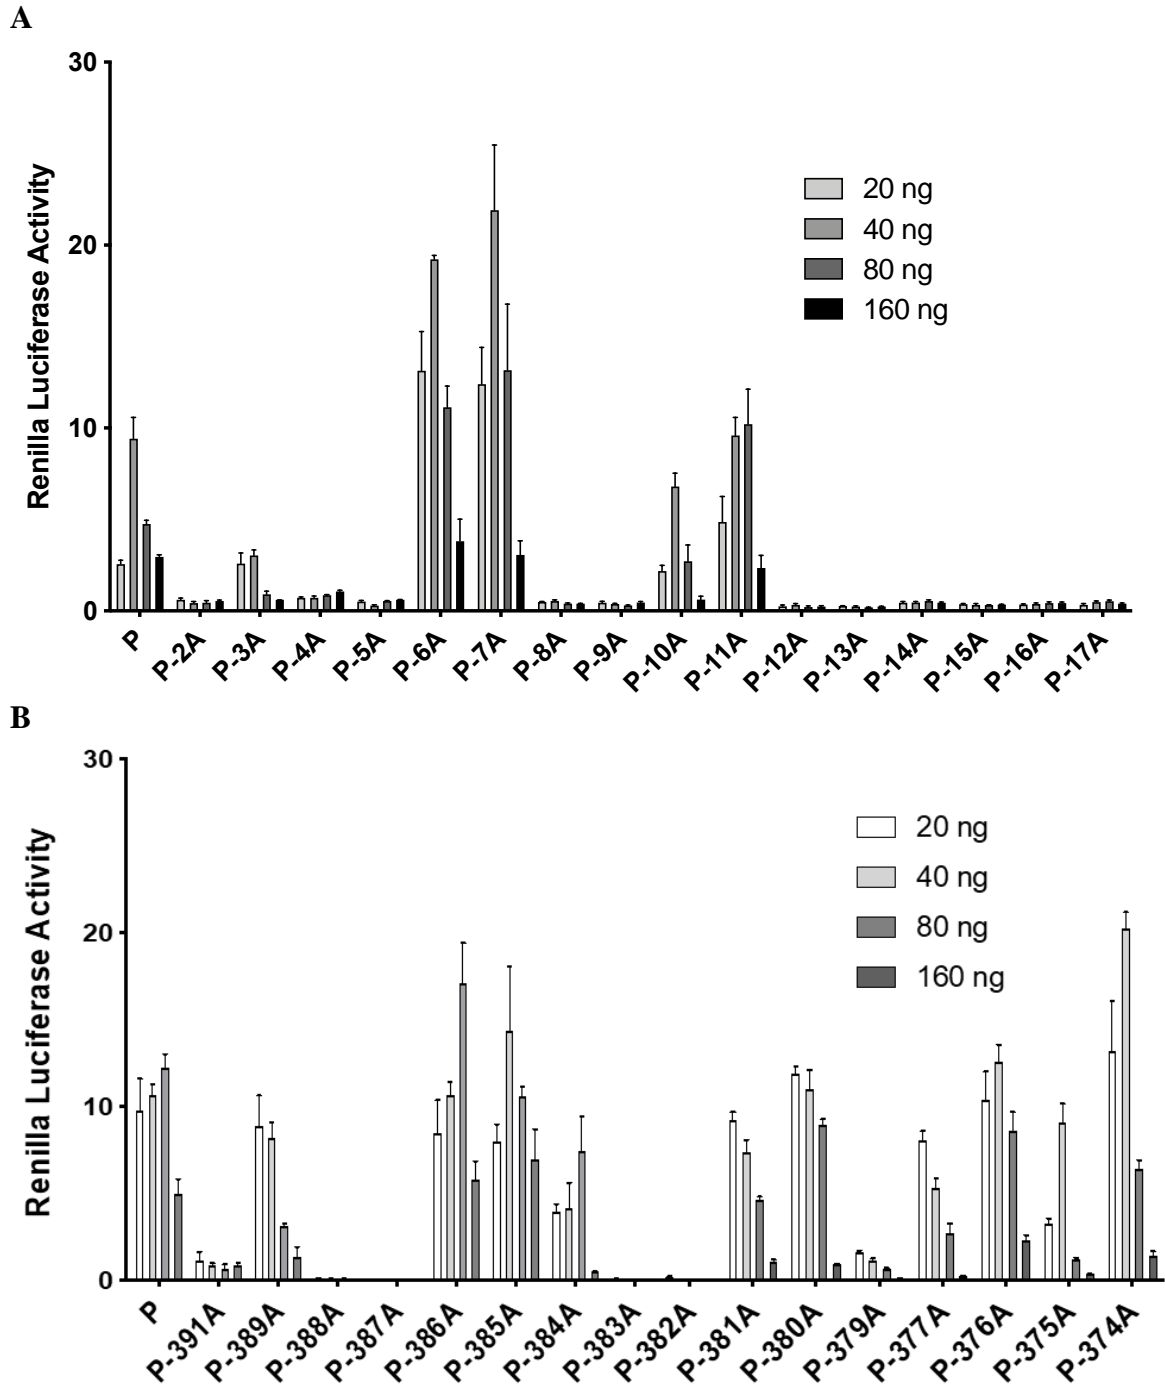 A
Renilla Luciferase Activity
30
20
10
0
20 ng
40 ng
80 ng
160 ng
P
P-2A
P-3A
P-4A
P-5A
P-6A
P-7A
P-8A
P-9A
P-10A
P-11A
P-12A
P-13A
P-14A
P-15A
P-16A
P-17A
B
Renilla Luciferase Activity
30
20
10
0
20 ng
40 ng
80 ng
160 ng
P
P-391A
P-389A
P-388A
P-387A
P-386A
P-385A
P-384A
P-383A
P-382A
P-381A
P-380A
P-379A
P-377A
P-376A
P-375A
P-374A